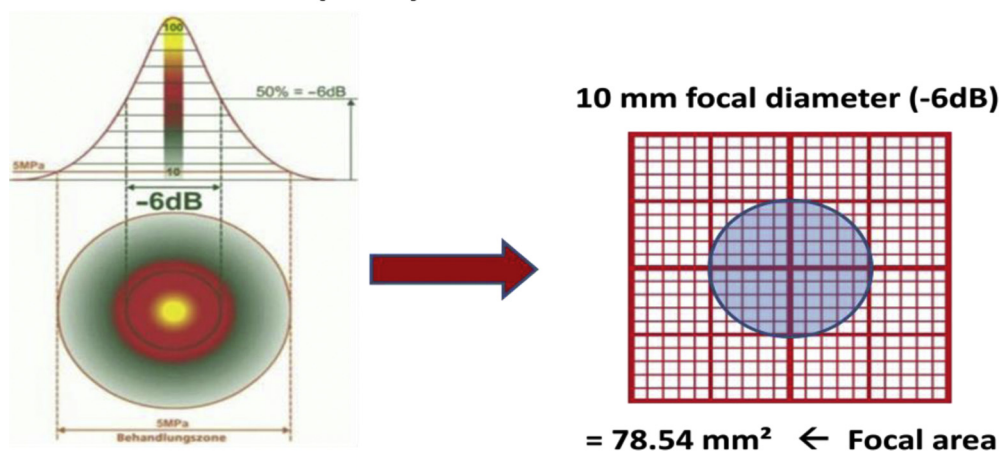 100
50% = -6dB
5MPa
10
-6dB
5MPa
Behandlungszone
10 mm focal diameter (-6dB)
= 78.54 mm² ← Focal area